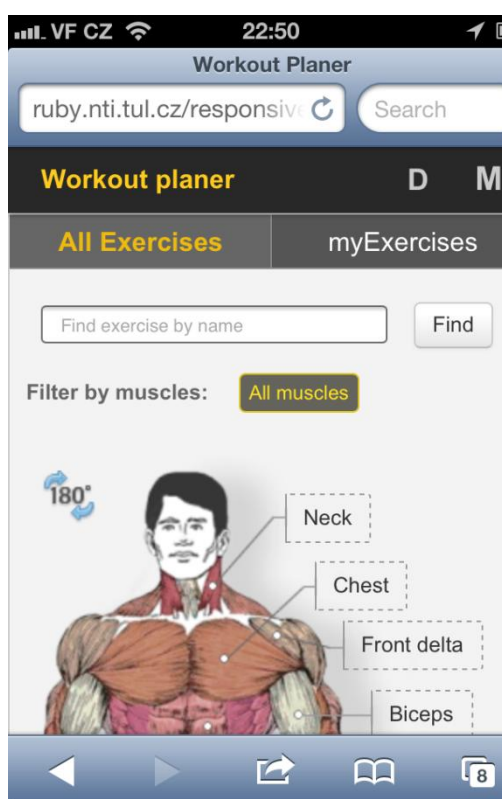 VF CZ 22:50
Workout Planer
ruby.nti.tul.cz/responsive Search
Workout planer D M
All Exercises myExercises
Find exercise by name Find
Filter by muscles: All muscles
180°
Neck
Chest
Front delta
Biceps
8